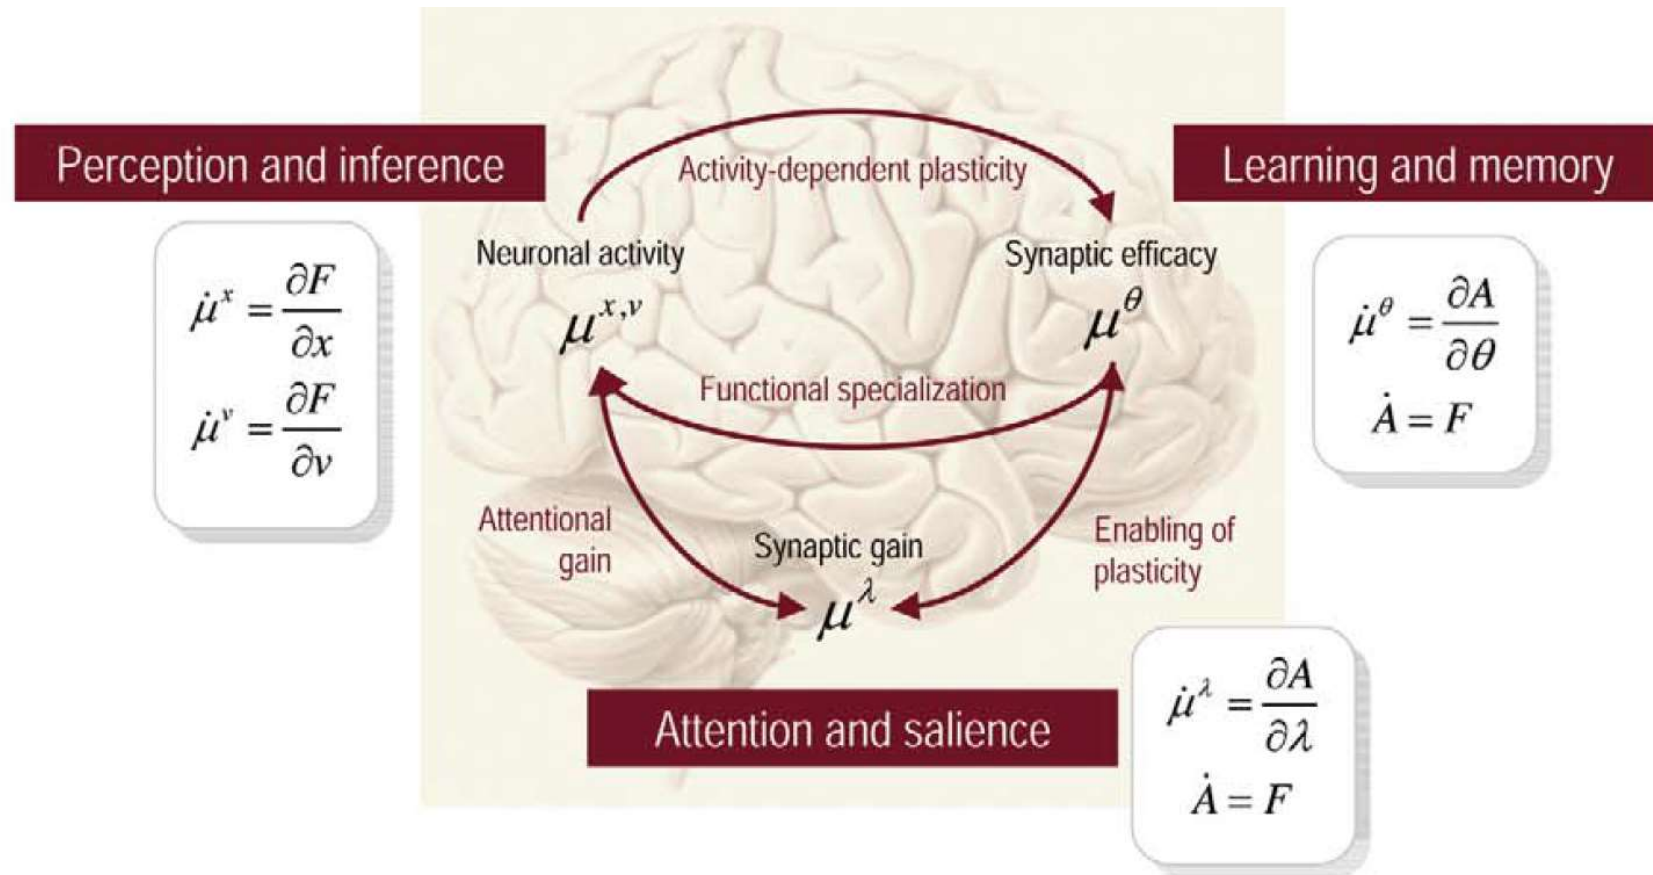 Perception and inference
Learning and memory
Activity-dependent plasticity
Neuronal activity
Synaptic efficacy
μ^{x,v}
μ^θ
μ̇^x = ∂F/∂x
μ̇^v = ∂F/∂v
μ̇^θ = ∂A/∂θ
Ȧ = F
Functional specialization
Attentional
gain
Synaptic gain
μ^λ
Enabling of
plasticity
Attention and salience
μ̇^λ = ∂A/∂λ
Ȧ = F